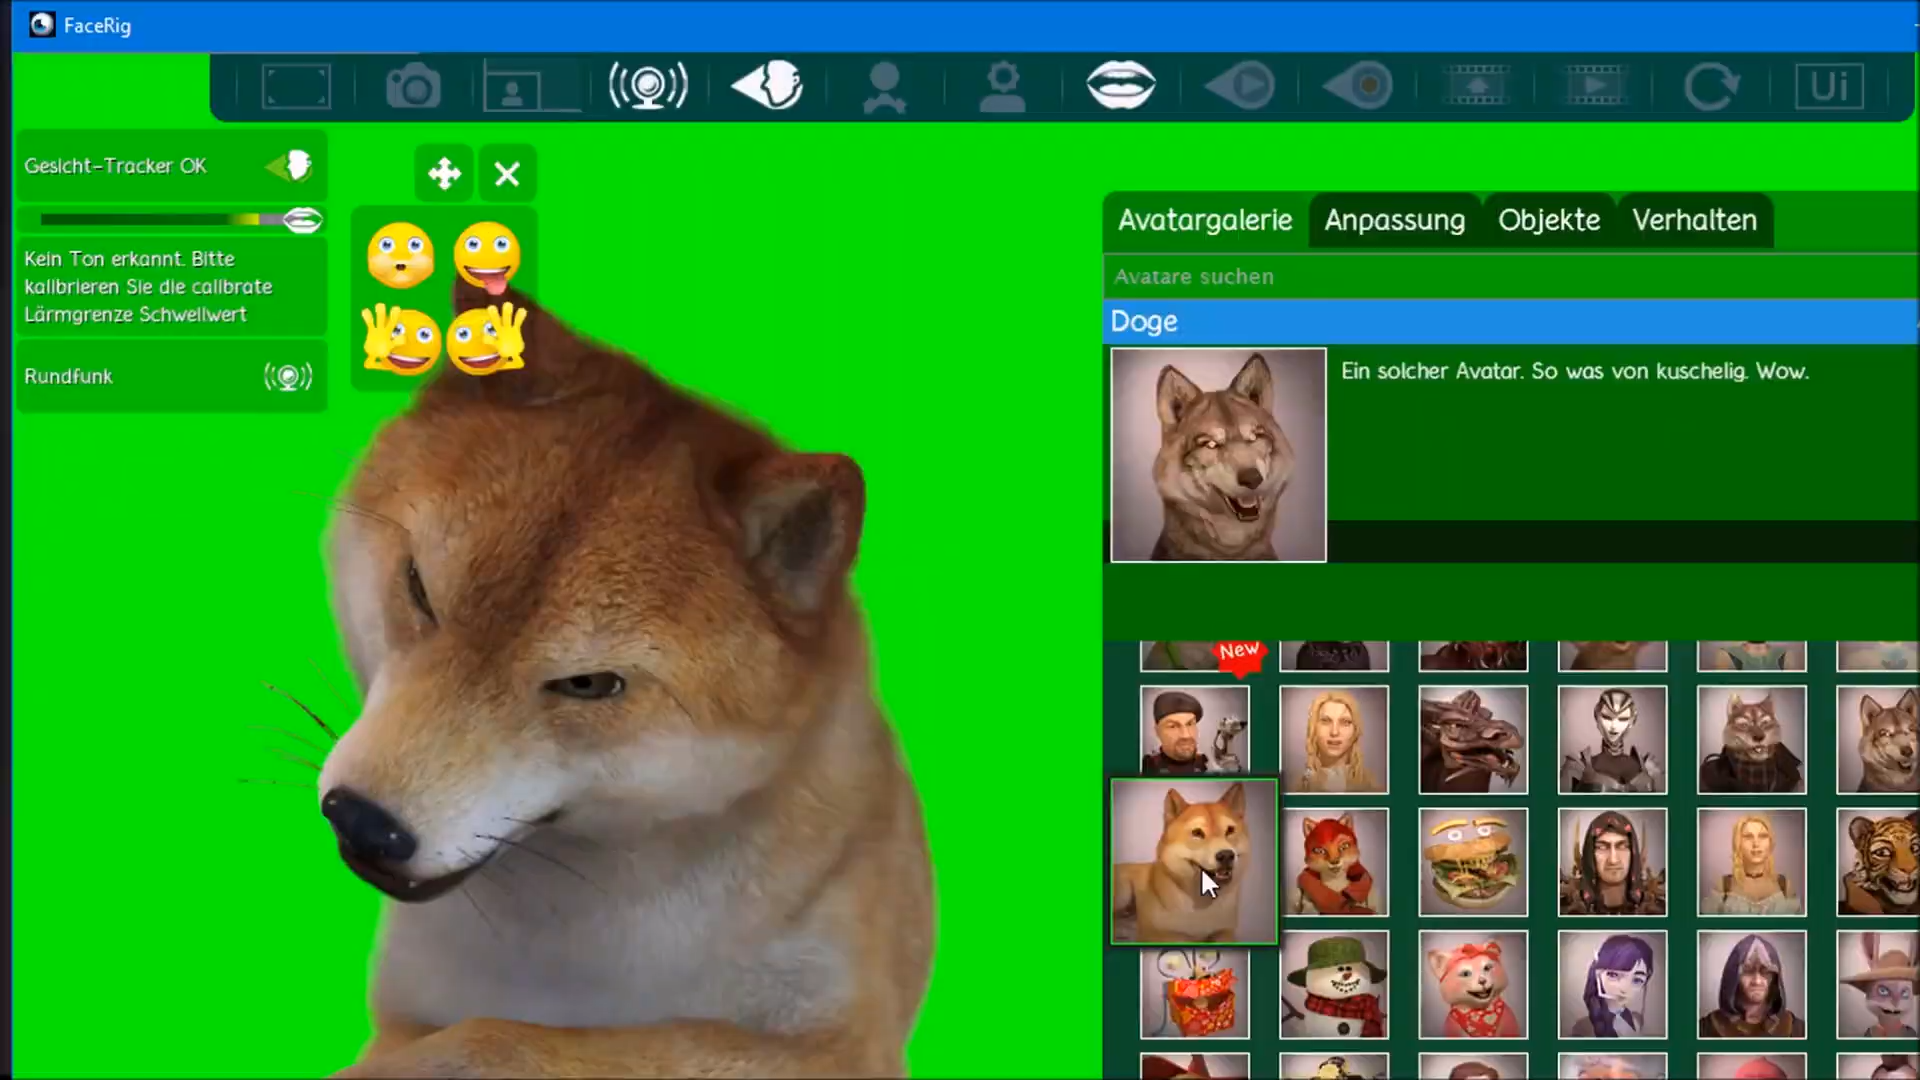 FaceRig
Ui
Gesicht-Tracker OK
Kein Ton erkannt. Bitte
kalibrieren Sie die calibrate
Lärmgrenze Schwellwert
Rundfunk
Avatargalerie Anpassung Objekte Verhalten
Avatare suchen
Doge
Ein solcher Avatar. So was von kuschelig. Wow.
New